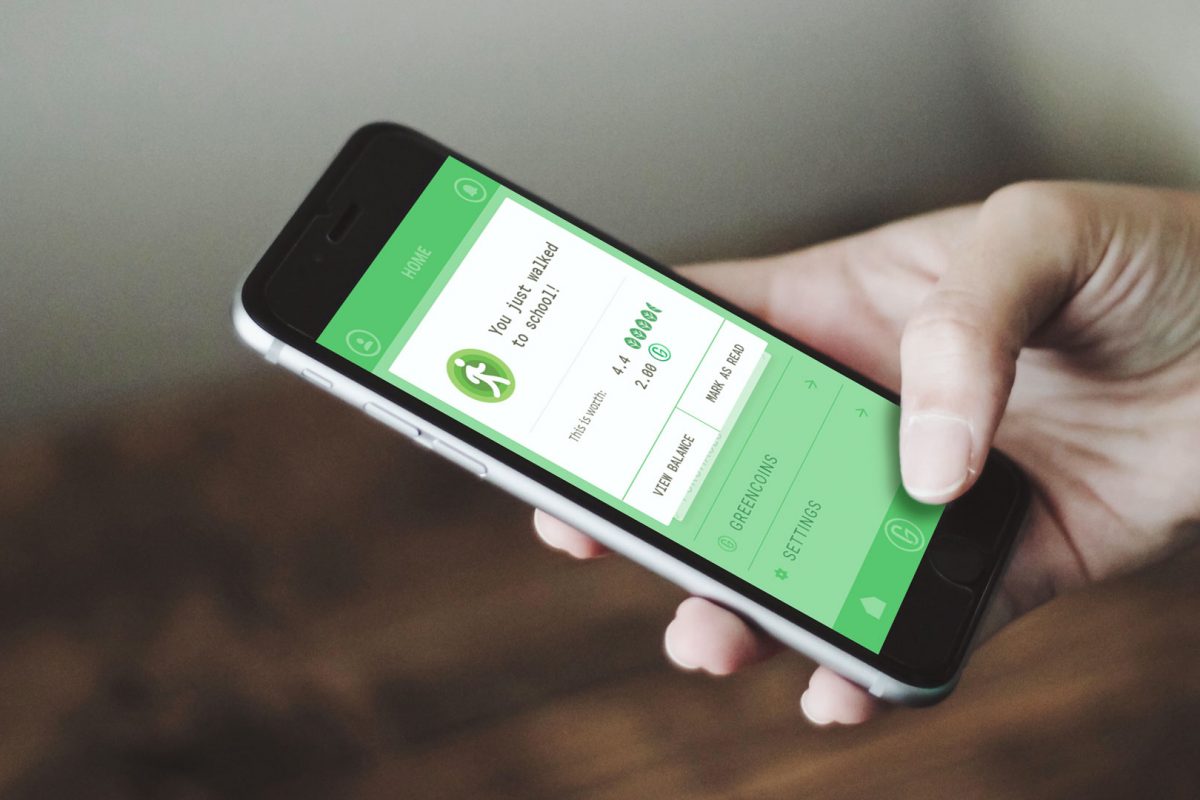 HOME
You just walked
to school!
This is worth:
4.4
2.00 G
VIEW BALANCE
MARK AS READ
G GREENCOINS
SETTINGS
G